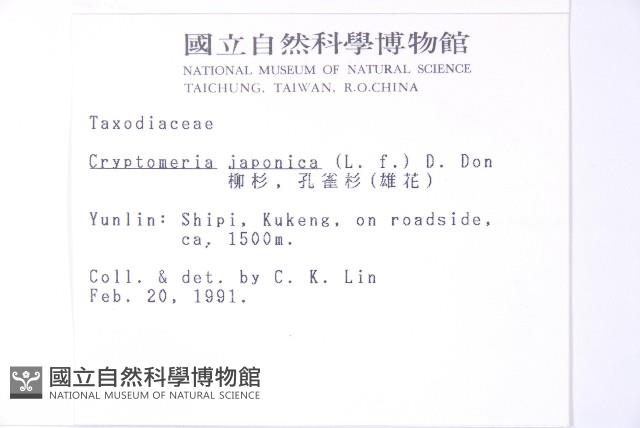 國立自然科學博物館
NATIONAL MUSEUM OF NATURAL SCIENCE
TAICHUNG, TAIWAN, R.O.CHINA
Taxodiaceae
Cryptomeria japonica (L. f.) D. Don
柳杉, 孔雀杉(雄花)
Yunlin: Shipi, Kukeng, on roadside,
ca, 1500m.
Coll. & det. by C. K. Lin
Feb. 20, 1991.
國立自然科學博物館
NATIONAL MUSEUM OF NATURAL SCIENCE